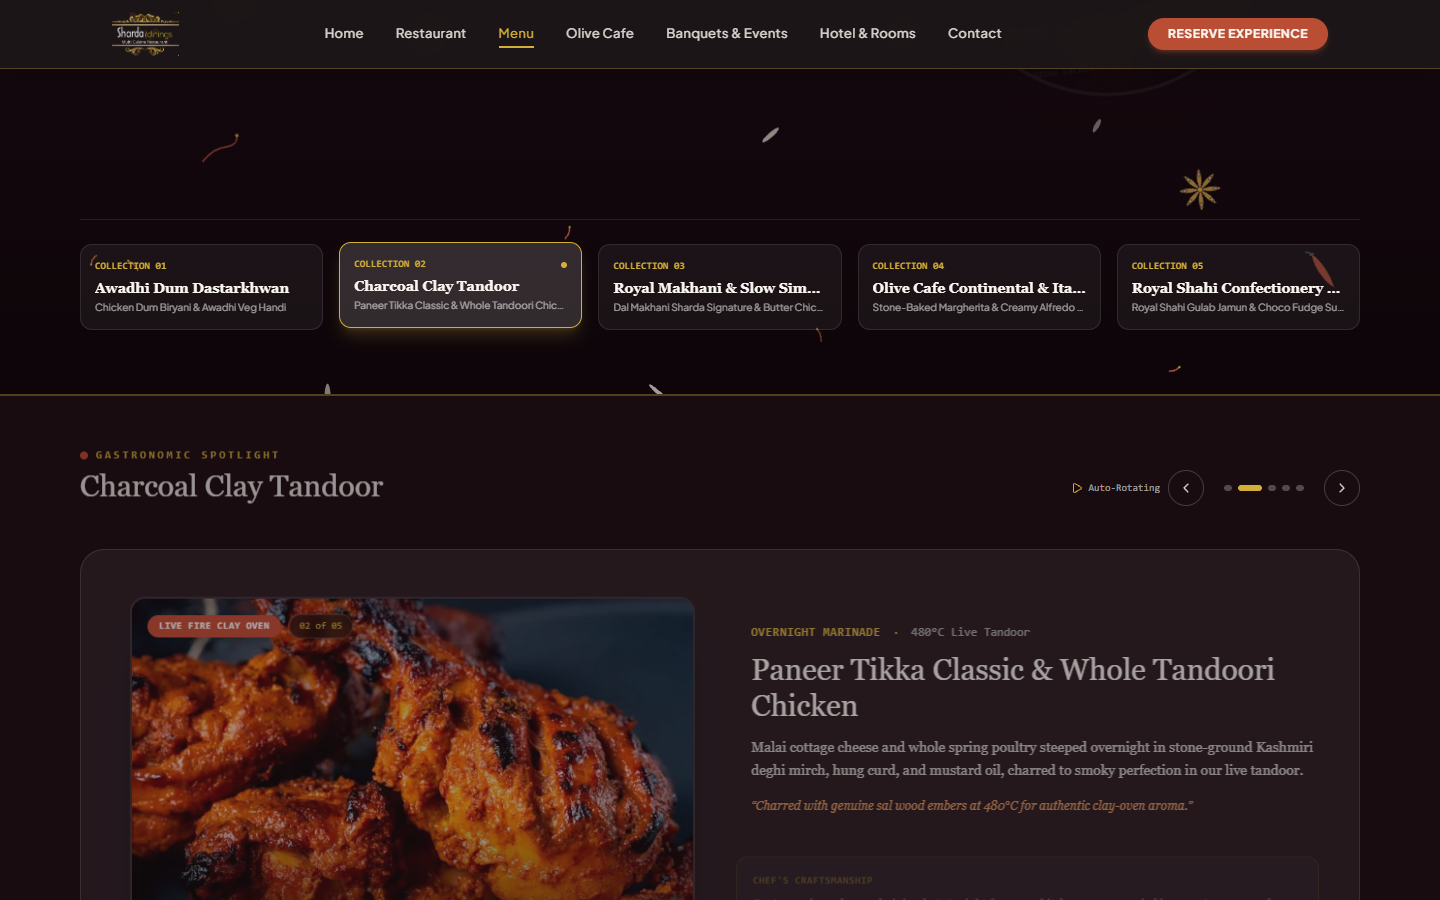 Sharda dinings
Multi Cuisine Restaurant
Home
Restaurant
Menu
Olive Cafe
Banquets & Events
Hotel & Rooms
Contact
RESERVE EXPERIENCE
COLLECTION 01
Awadhi Dum Dastarkhwan
Chicken Dum Biryani & Awadhi Veg Handi
COLLECTION 02
Charcoal Clay Tandoor
Paneer Tikka Classic & Whole Tandoori Chic...
COLLECTION 03
Royal Makhani & Slow Sim...
Dal Makhani Sharda Signature & Butter Chic...
COLLECTION 04
Olive Cafe Continental & Ita...
Stone-Baked Margherita & Creamy Alfredo ...
COLLECTION 05
Royal Shahi Confectionery ...
Royal Shahi Gulab Jamun & Choco Fudge Su...
GASTRONOMIC SPOTLIGHT
Charcoal Clay Tandoor
Auto-Rotating
LIVE FIRE CLAY OVEN
02 of 05
OVERNIGHT MARINADE · 480°C Live Tandoor
Paneer Tikka Classic & Whole Tandoori
Chicken
Malai cottage cheese and whole spring poultry steeped overnight in stone-ground Kashmiri
deghi mirch, hung curd, and mustard oil, charred to smoky perfection in our live tandoor.
“Charred with genuine sal wood embers at 480°C for authentic clay-oven aroma.”
CHEF'S CRAFTSMANSHIP